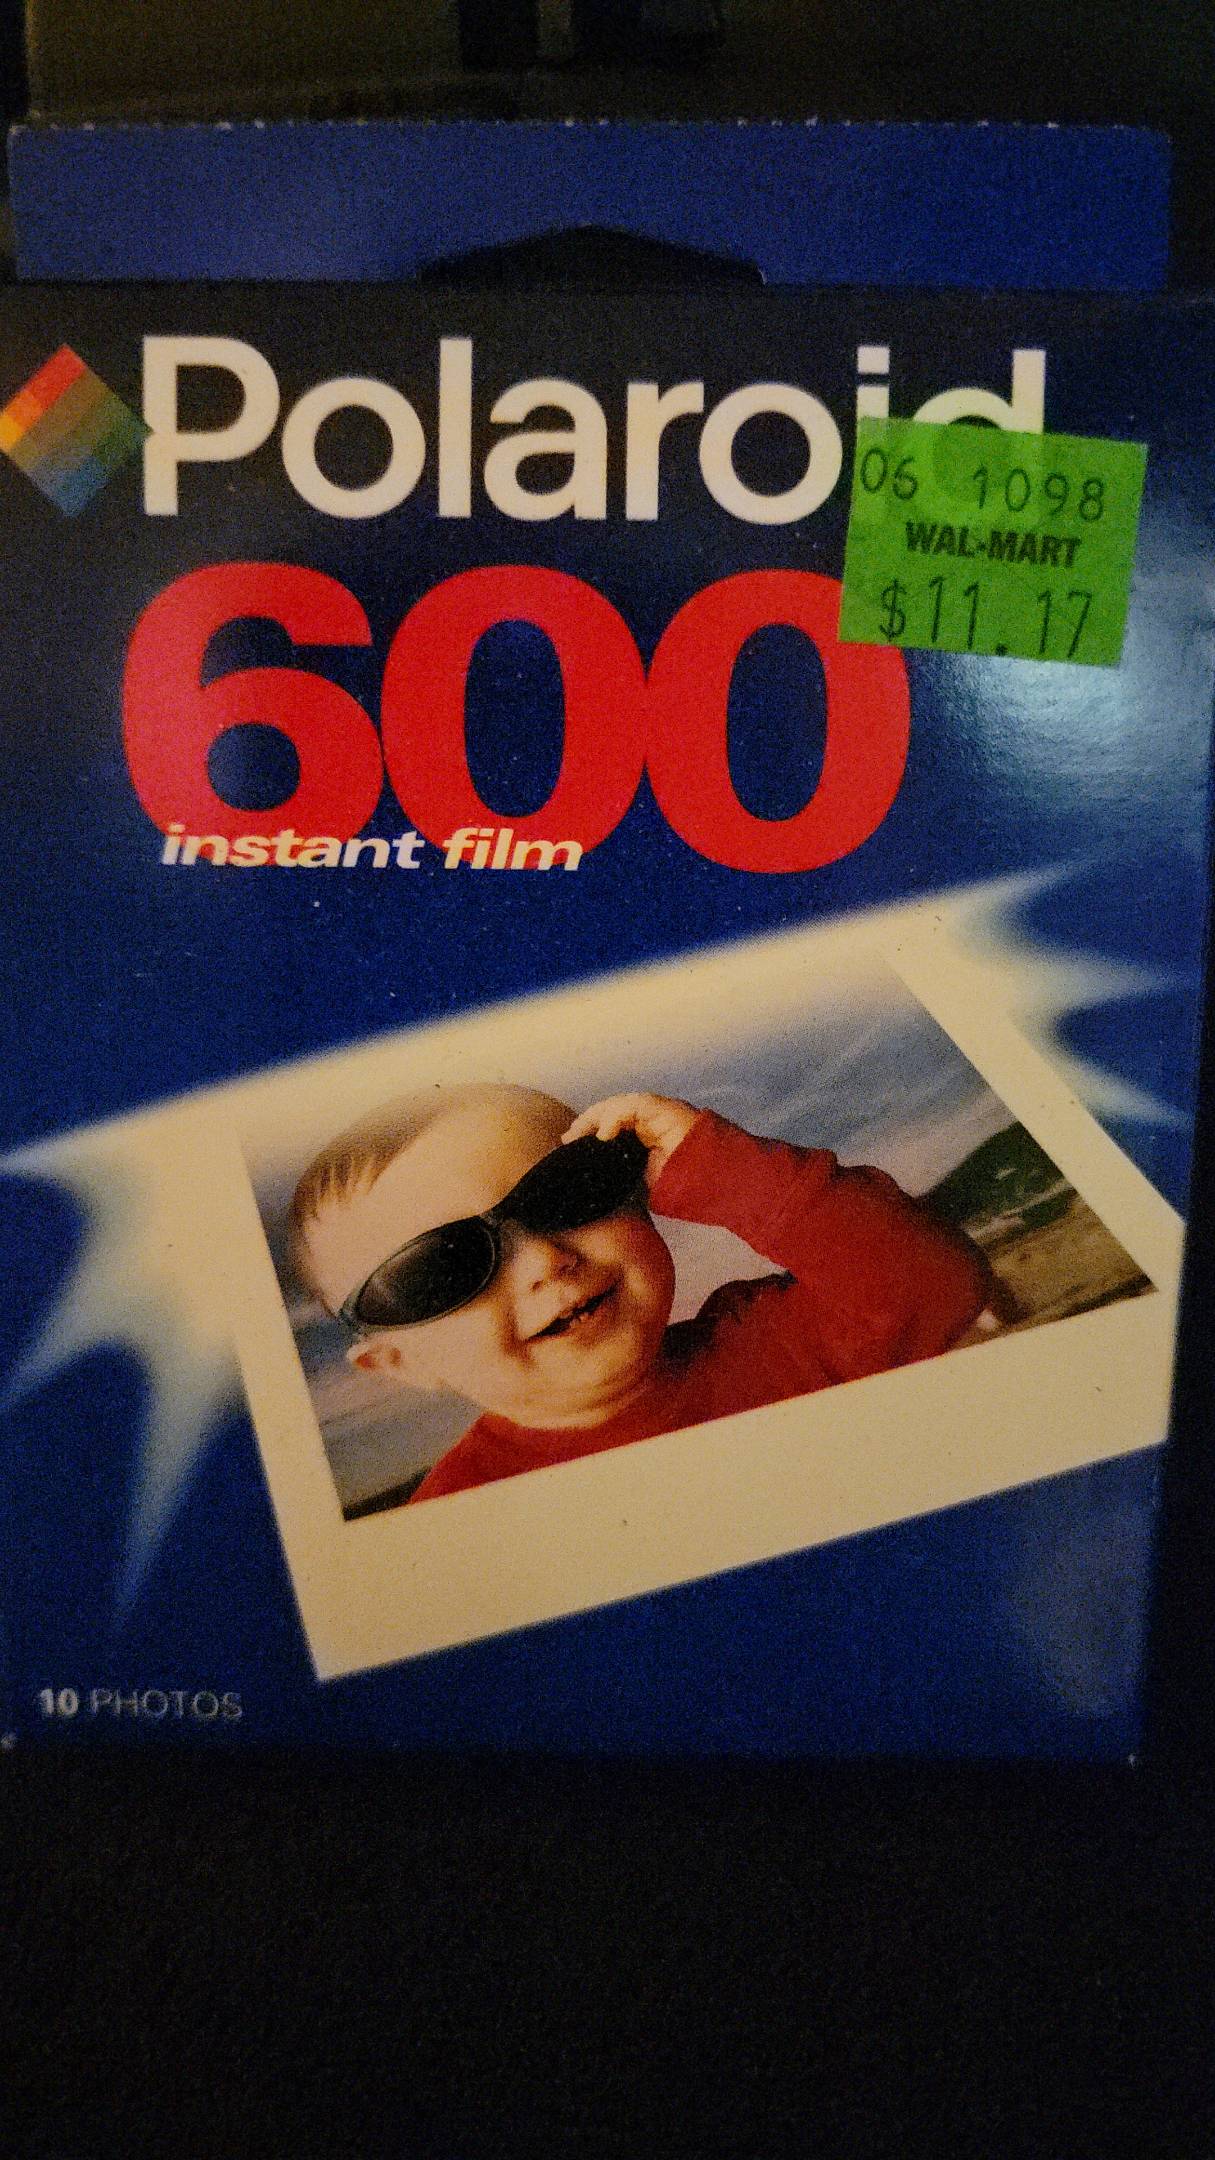 Polaroid
06 1098
WAL-MART
$11.17
600
instant film
10 PHOTOS